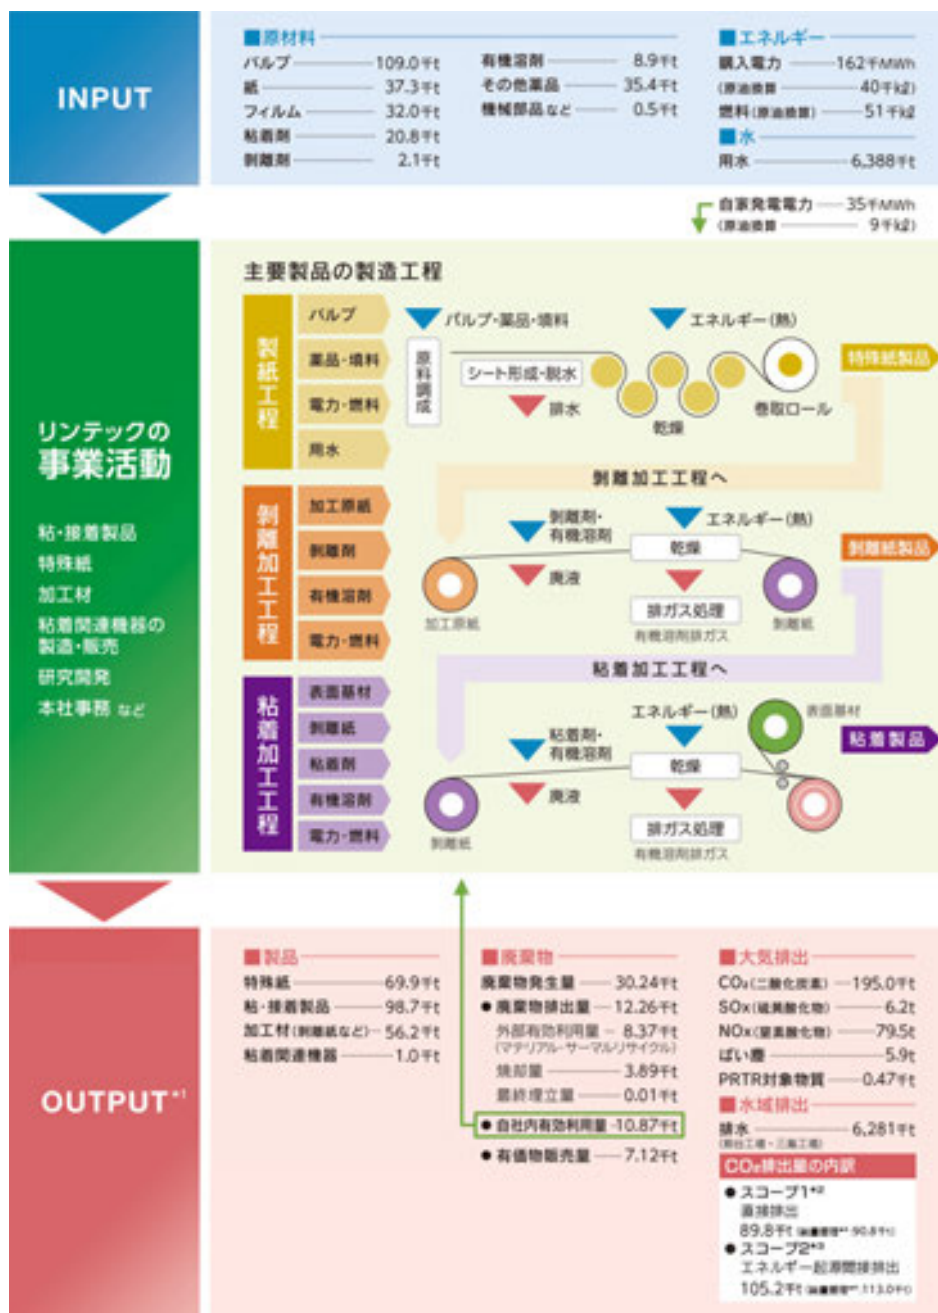 INPUT
■原材料
パルプ 109.0千t
紙 37.3千t
フィルム 32.0千t
粘着剤 20.8千t
剥離剤 2.1千t
有機溶剤 8.9千t
その他薬品 35.4千t
機械部品など 0.5千t
■エネルギー
購入電力 162千MWh
(原油換算 40千kℓ)
燃料(原油換算) 51千kℓ
■水
用水 6,388千t
自家発電電力 35千MWh
(原油換算 9千kℓ)
リンテックの
事業活動
粘・接着製品
特殊紙
加工材
粘着関連機器の
製造・販売
研究開発
本社事務 など
主要製品の製造工程
製紙工程
パルプ
薬品・填料
電力・燃料
用水
パルプ・薬品・填料
エネルギー(熱)
原料調成
シート形成・脱水
排水
乾燥
巻取ロール
特殊紙製品
剥離加工工程へ
剥離加工工程
加工原紙
剥離剤
有機溶剤
電力・燃料
剥離剤・
有機溶剤
エネルギー(熱)
乾燥
廃液
加工原紙
排ガス処理
有機溶剤排ガス
剥離紙
剥離紙製品
粘着加工工程へ
粘着加工工程
表面基材
剥離紙
粘着剤
有機溶剤
電力・燃料
粘着剤・
有機溶剤
エネルギー(熱)
表面基材
乾燥
廃液
剥離紙
排ガス処理
有機溶剤排ガス
粘着製品
OUTPUT*1
■製品
特殊紙 69.9千t
粘・接着製品 98.7千t
加工材(剥離紙など) 56.2千t
粘着関連機器 1.0千t
■廃棄物
廃棄物発生量 30.24千t
●廃棄物排出量 12.26千t
外部有効利用量 8.37千t
(マテリアル・サーマルリサイクル)
焼却量 3.89千t
最終埋立量 0.01千t
●自社内有効利用量 10.87千t
●有価物販売量 7.12千t
■大気排出
CO₂(二酸化炭素) 195.0千t
SOx(硫黄酸化物) 6.2t
NOx(窒素酸化物) 79.5t
ばい塵 5.9t
PRTR対象物質 0.47千t
■水域排出
排水 6,281千t
CO₂排出量の内訳
●スコープ1*2
直接排出
89.8千t
●スコープ2*3
エネルギー起源間接排出
105.2千t